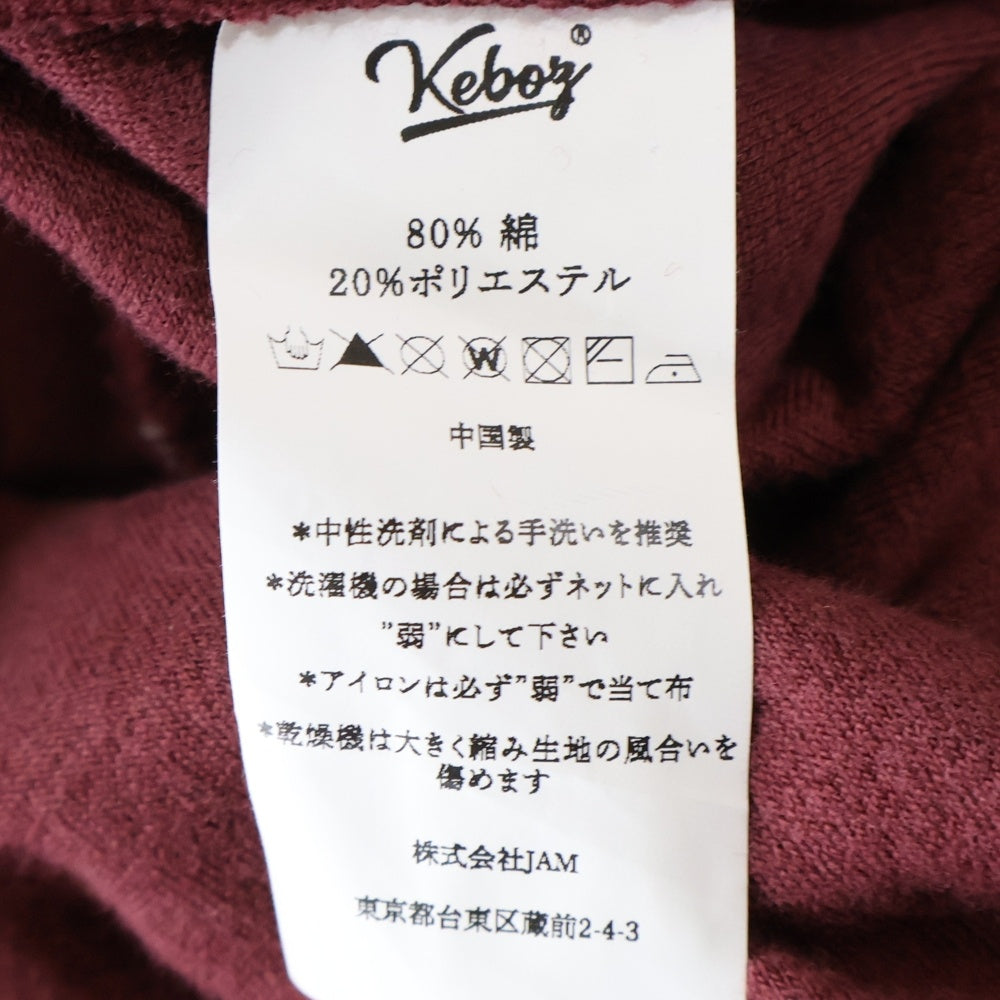 Keboz®
80% 綿
20%ポリエステル
W
中国製
*中性洗剤による手洗いを推奨
*洗濯機の場合は必ずネットに入れ
”弱”にして下さい
*アイロンは必ず”弱”で当て布
*乾燥機は大きく縮み生地の風合いを
傷めます
株式会社JAM
東京都台東区蔵前2-4-3